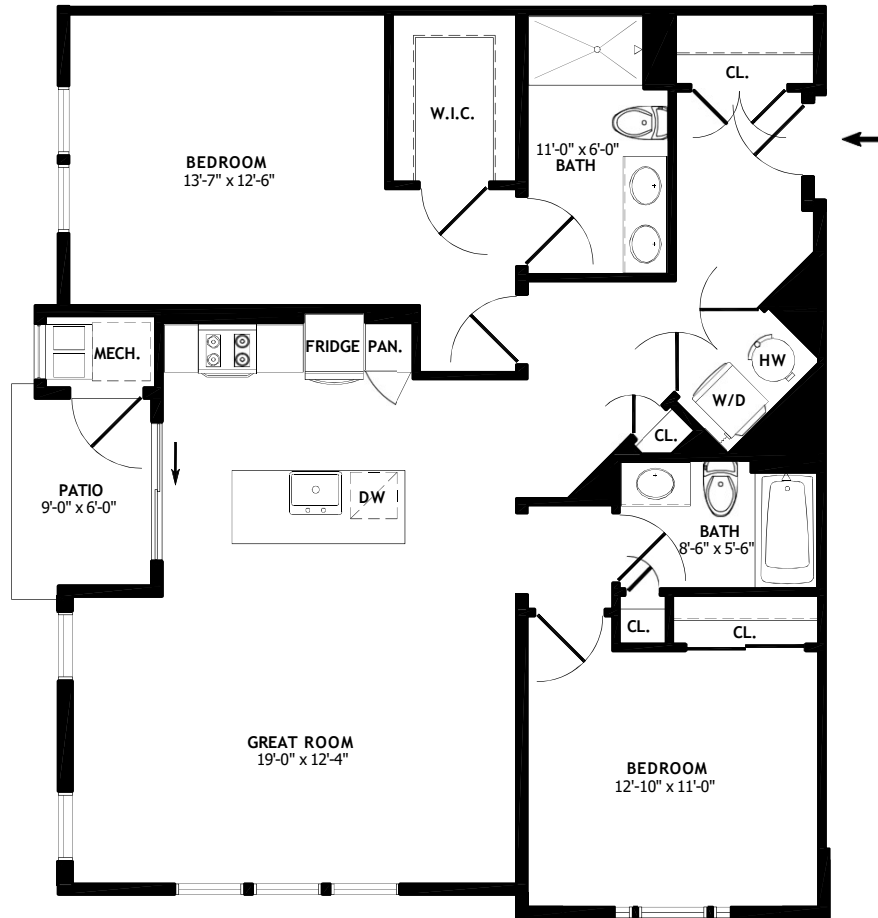 CL.
W.I.C.
11'-0" x 6'-0"
BATH
BEDROOM
13'-7" x 12'-6"
MECH.
FRIDGE
PAN.
HW
W/D
CL.
PATIO
9'-0" x 6'-0"
DW
BATH
8'-6" x 5'-6"
CL.
CL.
GREAT ROOM
19'-0" x 12'-4"
BEDROOM
12'-10" x 11'-0"